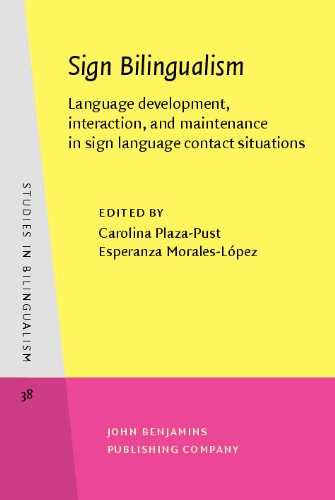 Sign Bilingualism
Language development,
interaction, and maintenance
in sign language contact situations
EDITED BY
Carolina Plaza-Pust
Esperanza Morales-López
STUDIES IN BILINGUALISM
38
JOHN BENJAMINS
PUBLISHING COMPANY